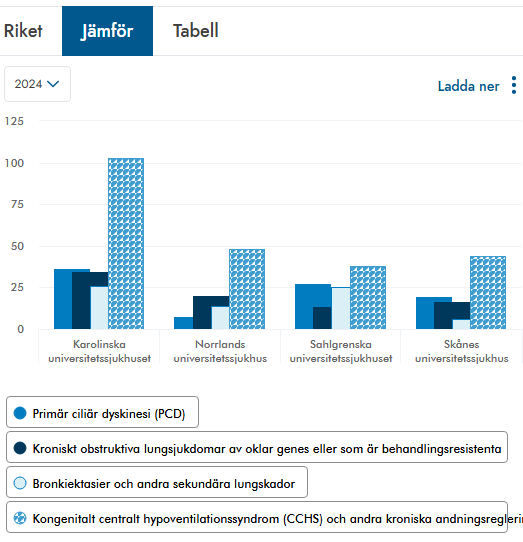 Riket Jämför Tabell
2024 Ladda ner
125
100
75
50
25
0
Karolinska Norrlands Sahlgrenska Skånes
universitetssjukhuset universitetssjukhus universitetssjukhuset universitetssjukhus
Primär ciliär dyskinesi (PCD)
Kroniskt obstruktiva lungsjukdomar av oklar genes eller som är behandlingsresistenta
Bronkiektasier och andra sekundära lungskador
Kongenitalt centralt hypoventilationssyndrom (CCHS) och andra kroniska andningsreglerin